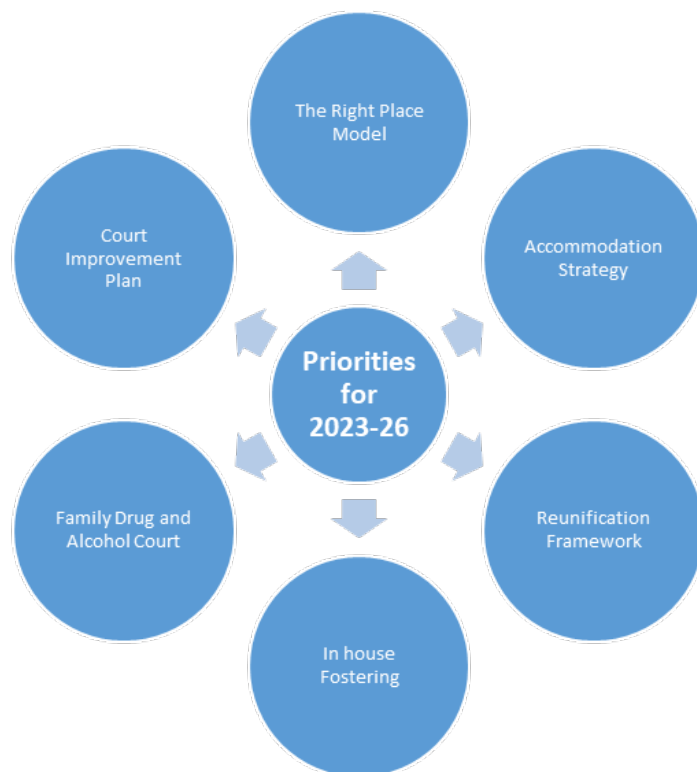 The Right Place
Model
Court
Improvement
Plan
Accommodation
Strategy
Priorities
for
2023-26
Family Drug and
Alcohol Court
Reunification
Framework
In house
Fostering